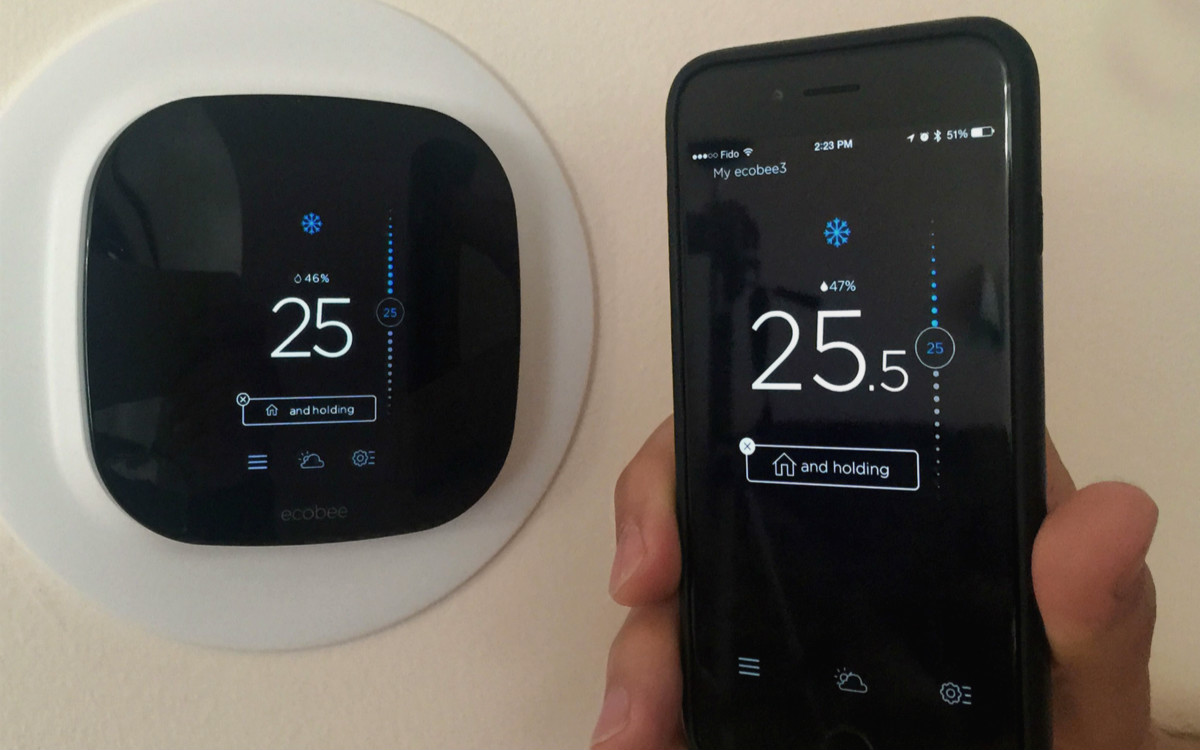 46%
25
25
and holding
ecobee
Fido
2:23 PM
51%
My ecobee3
47%
25.5
25
and holding